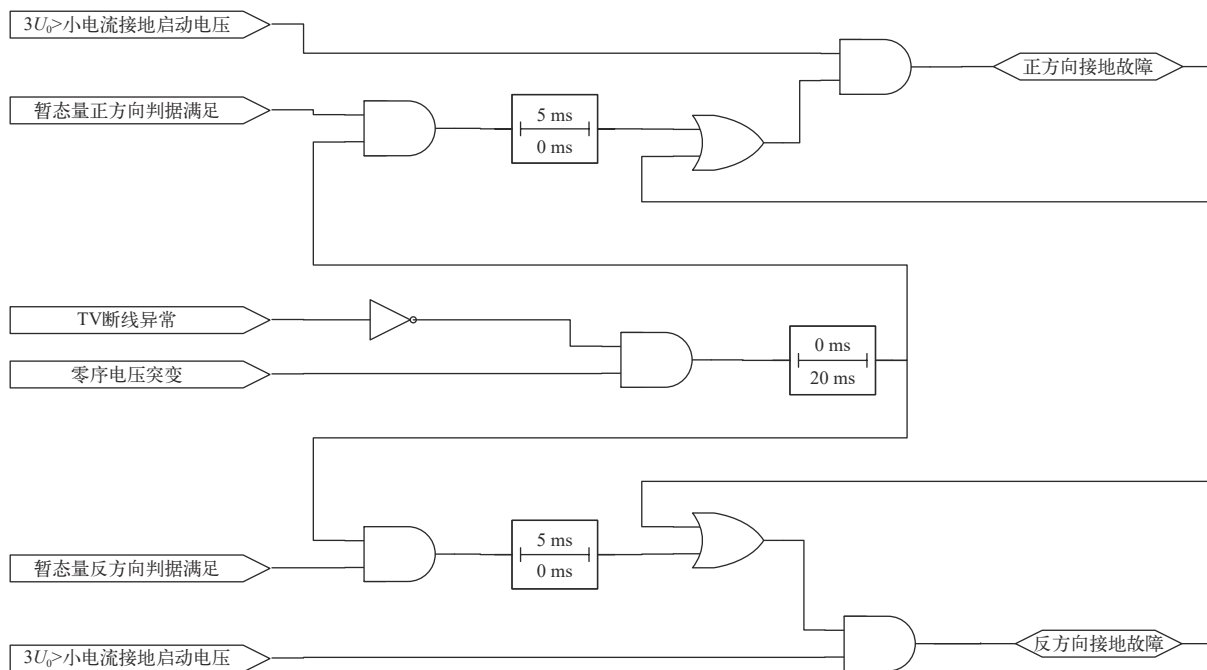 3U₀>小电流接地启动电压
正方向接地故障
暂态量正方向判据满足
5 ms
0 ms
TV断线异常
零序电压突变
0 ms
20 ms
暂态量反方向判据满足
5 ms
0 ms
3U₀>小电流接地启动电压
反方向接地故障